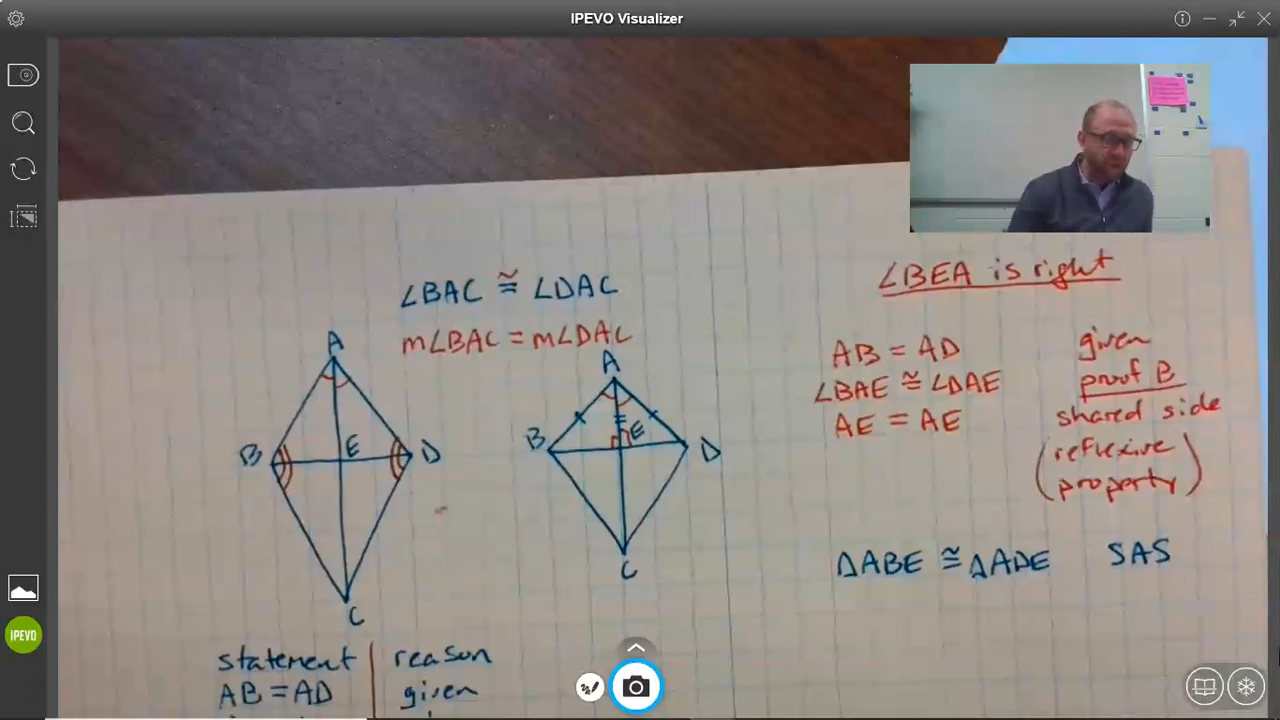 IPEVO Visualizer
∠BAC ≅ ∠DAC
m∠BAC = m∠DAC
A
B
E
D
C
A
B
E
D
C
statement | reason
AB = AD | given
∠BEA is right
AB = AD given
∠BAE ≅ ∠DAE proof B
AE = AE shared side
(reflexive
property)
ΔABE ≅ ΔADE SAS
IPEVO